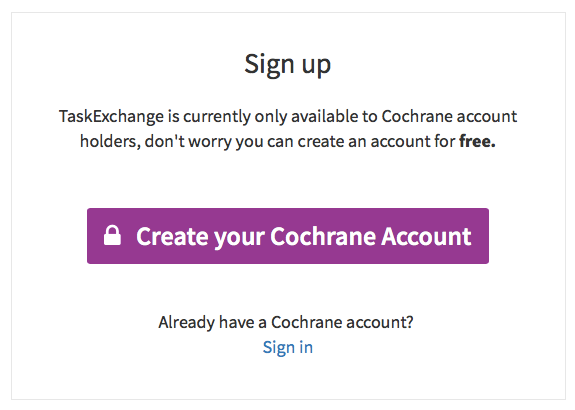 Sign up
TaskExchange is currently only available to Cochrane account
holders, don't worry you can create an account for free.
Create your Cochrane Account
Already have a Cochrane account?
Sign in